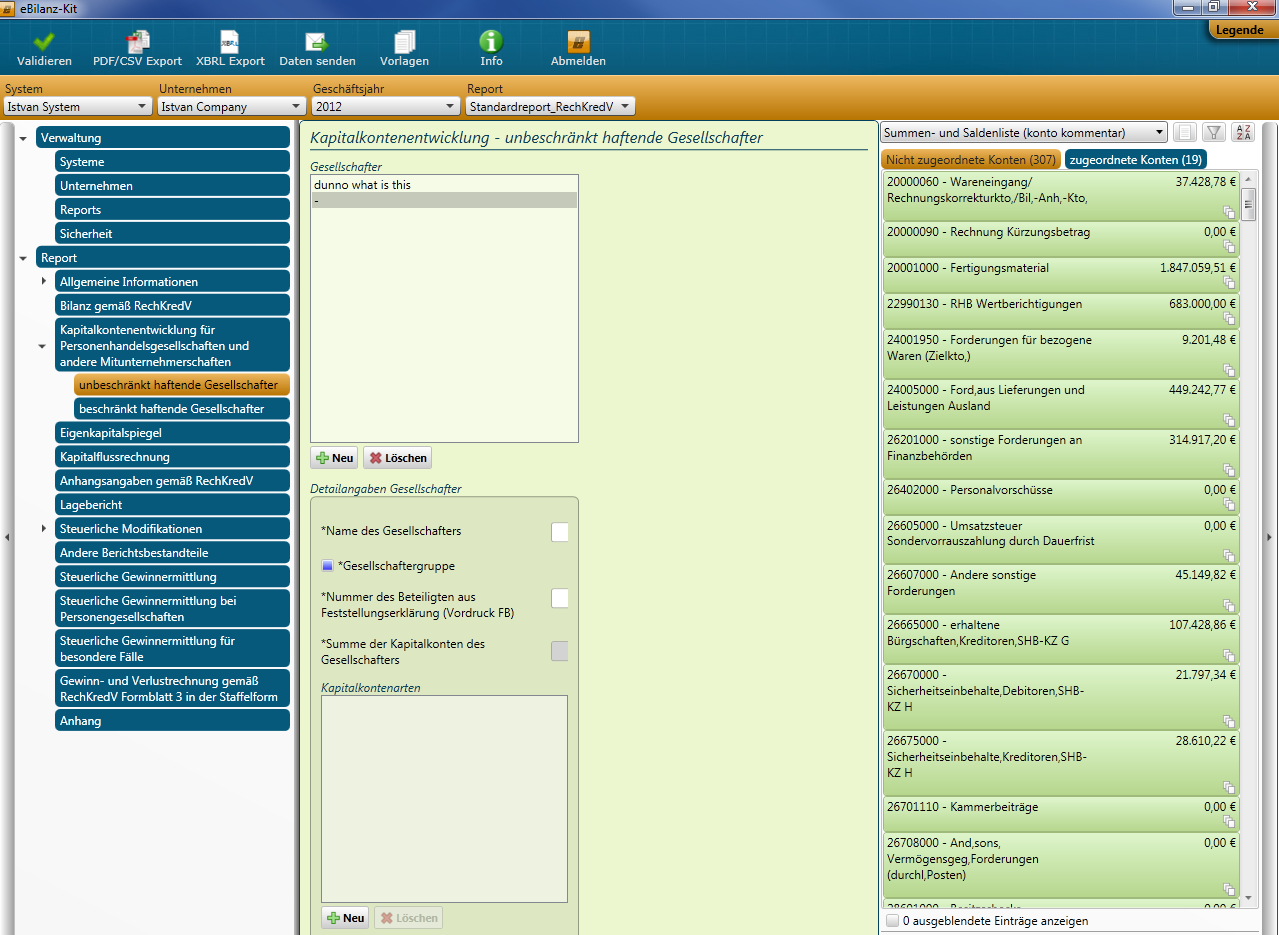 eBilanz-Kit
Legende
Validieren
PDF/CSV Export
XBRL Export
Daten senden
Vorlagen
Info
Abmelden
System
Unternehmen
Geschäftsjahr
Report
Istvan System
Istvan Company
2012
Standardreport_RechKredV
Verwaltung
Systeme
Unternehmen
Reports
Sicherheit
Report
Allgemeine Informationen
Bilanz gemäß RechKredV
Kapitalkontenentwicklung für
Personenhandelsgesellschaften und
andere Mitunternehmerschaften
unbeschränkt haftende Gesellschafter
beschränkt haftende Gesellschafter
Eigenkapitalspiegel
Kapitalflussrechnung
Anhangsangaben gemäß RechKredV
Lagebericht
Steuerliche Modifikationen
Andere Berichtsbestandteile
Steuerliche Gewinnermittlung
Steuerliche Gewinnermittlung bei
Personengesellschaften
Steuerliche Gewinnermittlung für
besondere Fälle
Gewinn- und Verlustrechnung gemäß
RechKredV Formblatt 3 in der Staffelform
Anhang
Kapitalkontenentwicklung - unbeschränkt haftende Gesellschafter
Gesellschafter
dunno what is this
-
Neu
Löschen
Detailangaben Gesellschafter
*Name des Gesellschafters
*Gesellschaftergruppe
*Nummer des Beteiligten aus
Feststellungserklärung (Vordruck FB)
*Summe der Kapitalkonten des
Gesellschafters
Kapitalkontenarten
Neu
Löschen
Summen- und Saldenliste (konto kommentar)
Nicht zugeordnete Konten (307)
zugeordnete Konten (19)
20000060 - Wareneingang/ 37.428,78 €
Rechnungskorrekturkto,/Bil,-Anh,-Kto,
20000090 - Rechnung Kürzungsbetrag 0,00 €
20001000 - Fertigungsmaterial 1.847.059,51 €
22990130 - RHB Wertberichtigungen 683.000,00 €
24001950 - Forderungen für bezogene 9.201,48 €
Waren (Zielkto,)
24005000 - Ford,aus Lieferungen und 449.242,77 €
Leistungen Ausland
26201000 - sonstige Forderungen an 314.917,20 €
Finanzbehörden
26402000 - Personalvorschüsse 0,00 €
26605000 - Umsatzsteuer 0,00 €
Sondervorrauszahlung durch Dauerfrist
26607000 - Andere sonstige 45.149,82 €
Forderungen
26665000 - erhaltene 107.428,86 €
Bürgschaften,Kreditoren,SHB-KZ G
26670000 - 21.797,34 €
Sicherheitseinbehalte,Debitoren,SHB-
KZ H
26675000 - 28.610,22 €
Sicherheitseinbehalte,Kreditoren,SHB-
KZ H
26701110 - Kammerbeiträge 0,00 €
26708000 - And,sons, 0,00 €
Vermögensgeg,Forderungen
(durchl,Posten)
0 ausgeblendete Einträge anzeigen